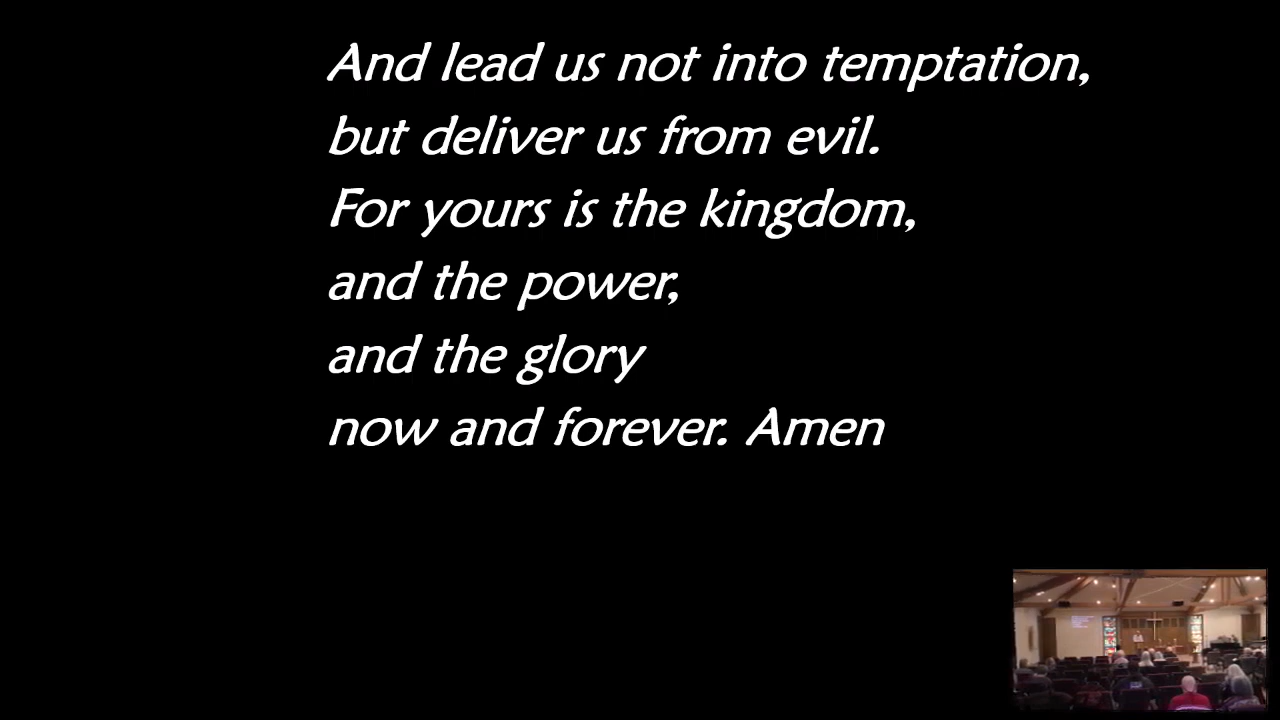 And lead us not into temptation,
but deliver us from evil.
For yours is the kingdom,
and the power,
and the glory
now and forever. Amen